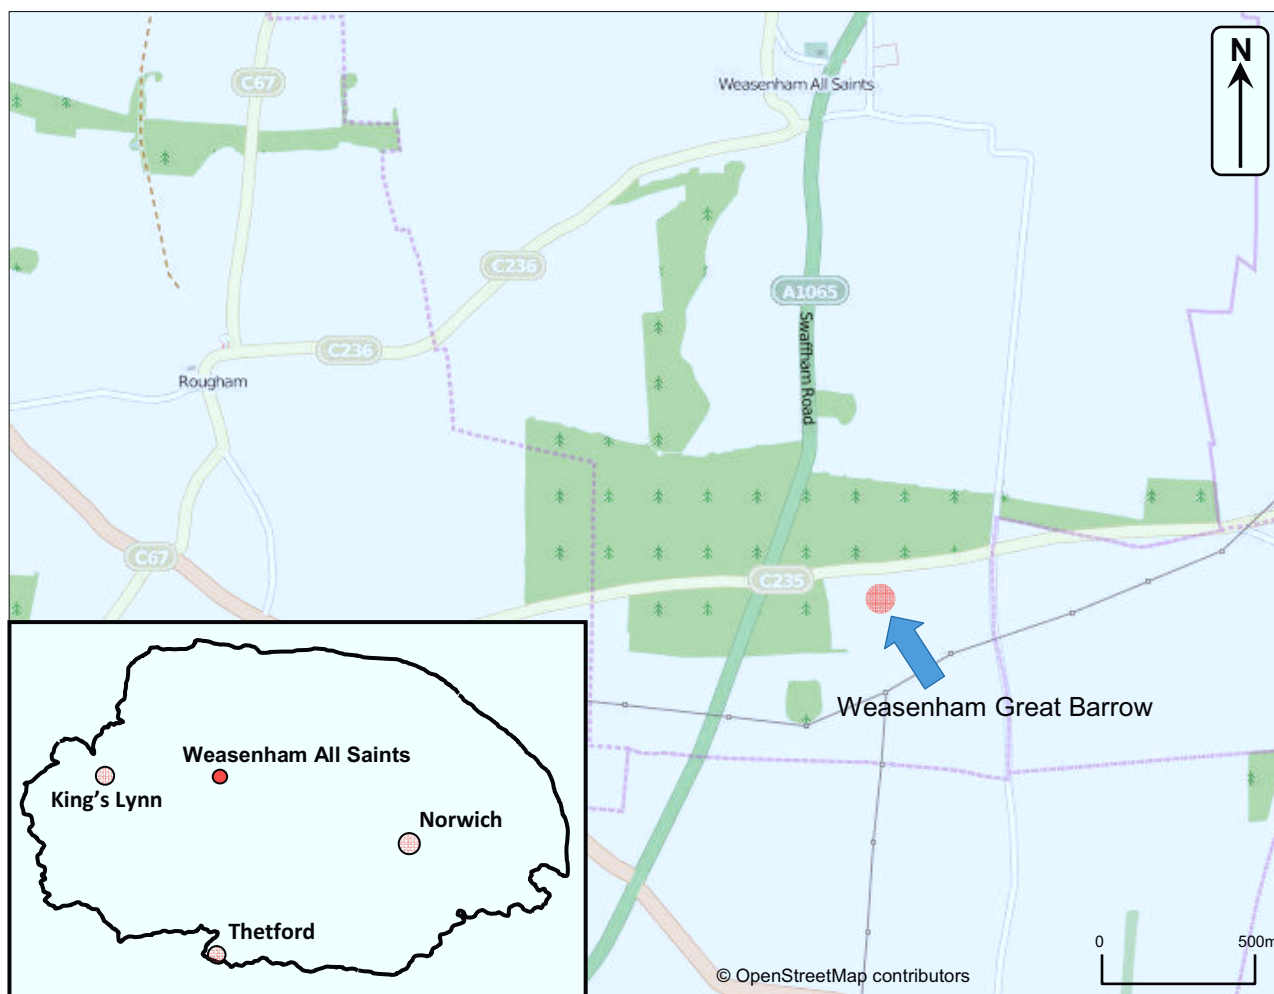 N
C67
Weasenham All Saints
C236
A1065
Swaffham Road
C236
Rougham
C67
C235
Weasenham Great Barrow
Weasenham All Saints
King’s Lynn
Norwich
Thetford
0
500m
© OpenStreetMap contributors